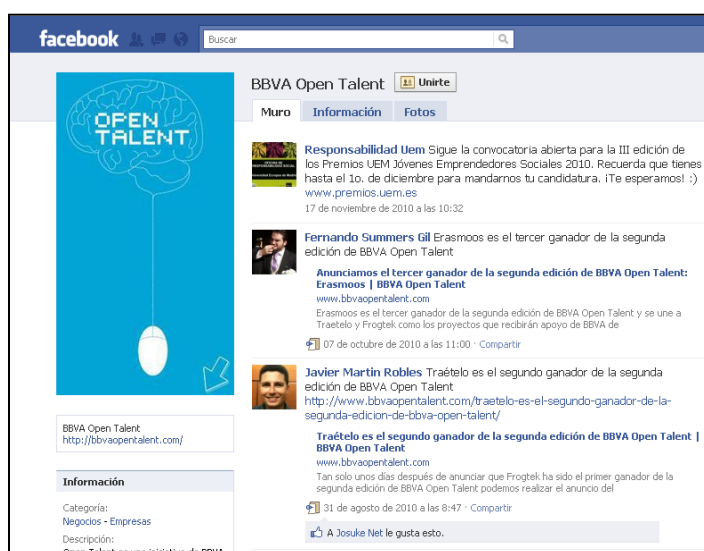 facebook
Buscar
OPEN
TALENT
BBVA Open Talent
http://bbvaopentalent.com/
Información
Categoría:
Negocios - Empresas
Descripción:
BBVA Open Talent
Unirte
Muro
Información
Fotos
Responsabilidad Uem Sigue la convocatoria abierta para la III edición de
los Premios UEM Jóvenes Emprendedores Sociales 2010. Recuerda que tienes
hasta el 1o. de diciembre para mandarnos tu candidatura. ¡Te esperamos! :)
www.premios.uem.es
17 de noviembre de 2010 a las 10:32
Fernando Summers Gil Erasmoos es el tercer ganador de la segunda
edición de BBVA Open Talent
Anunciamos el tercer ganador de la segunda edición de BBVA Open Talent:
Erasmoos | BBVA Open Talent
www.bbvaopentalent.com
Erasmoos es el tercer ganador de la segunda edición de BBVA Open Talent y se une a
Traetelo y Frogtek como los proyectos que recibirán apoyo de BBVA de
07 de octubre de 2010 a las 11:00 · Compartir
Javier Martin Robles Traételo es el segundo ganador de la segunda
edición de BBVA Open Talent
http://www.bbvaopentalent.com/traetelo-es-el-segundo-ganador-de-la-
segunda-edicion-de-bbva-open-talent/
Traételo es el segundo ganador de la segunda edición de BBVA Open Talent |
BBVA Open Talent
www.bbvaopentalent.com
Tan solo unos días después de anunciar que Frogtek ha sido el primer ganador de la
segunda edición de BBVA Open Talent podemos realizar el anuncio del
31 de agosto de 2010 a las 8:47 · Compartir
A Josuke Net le gusta esto.